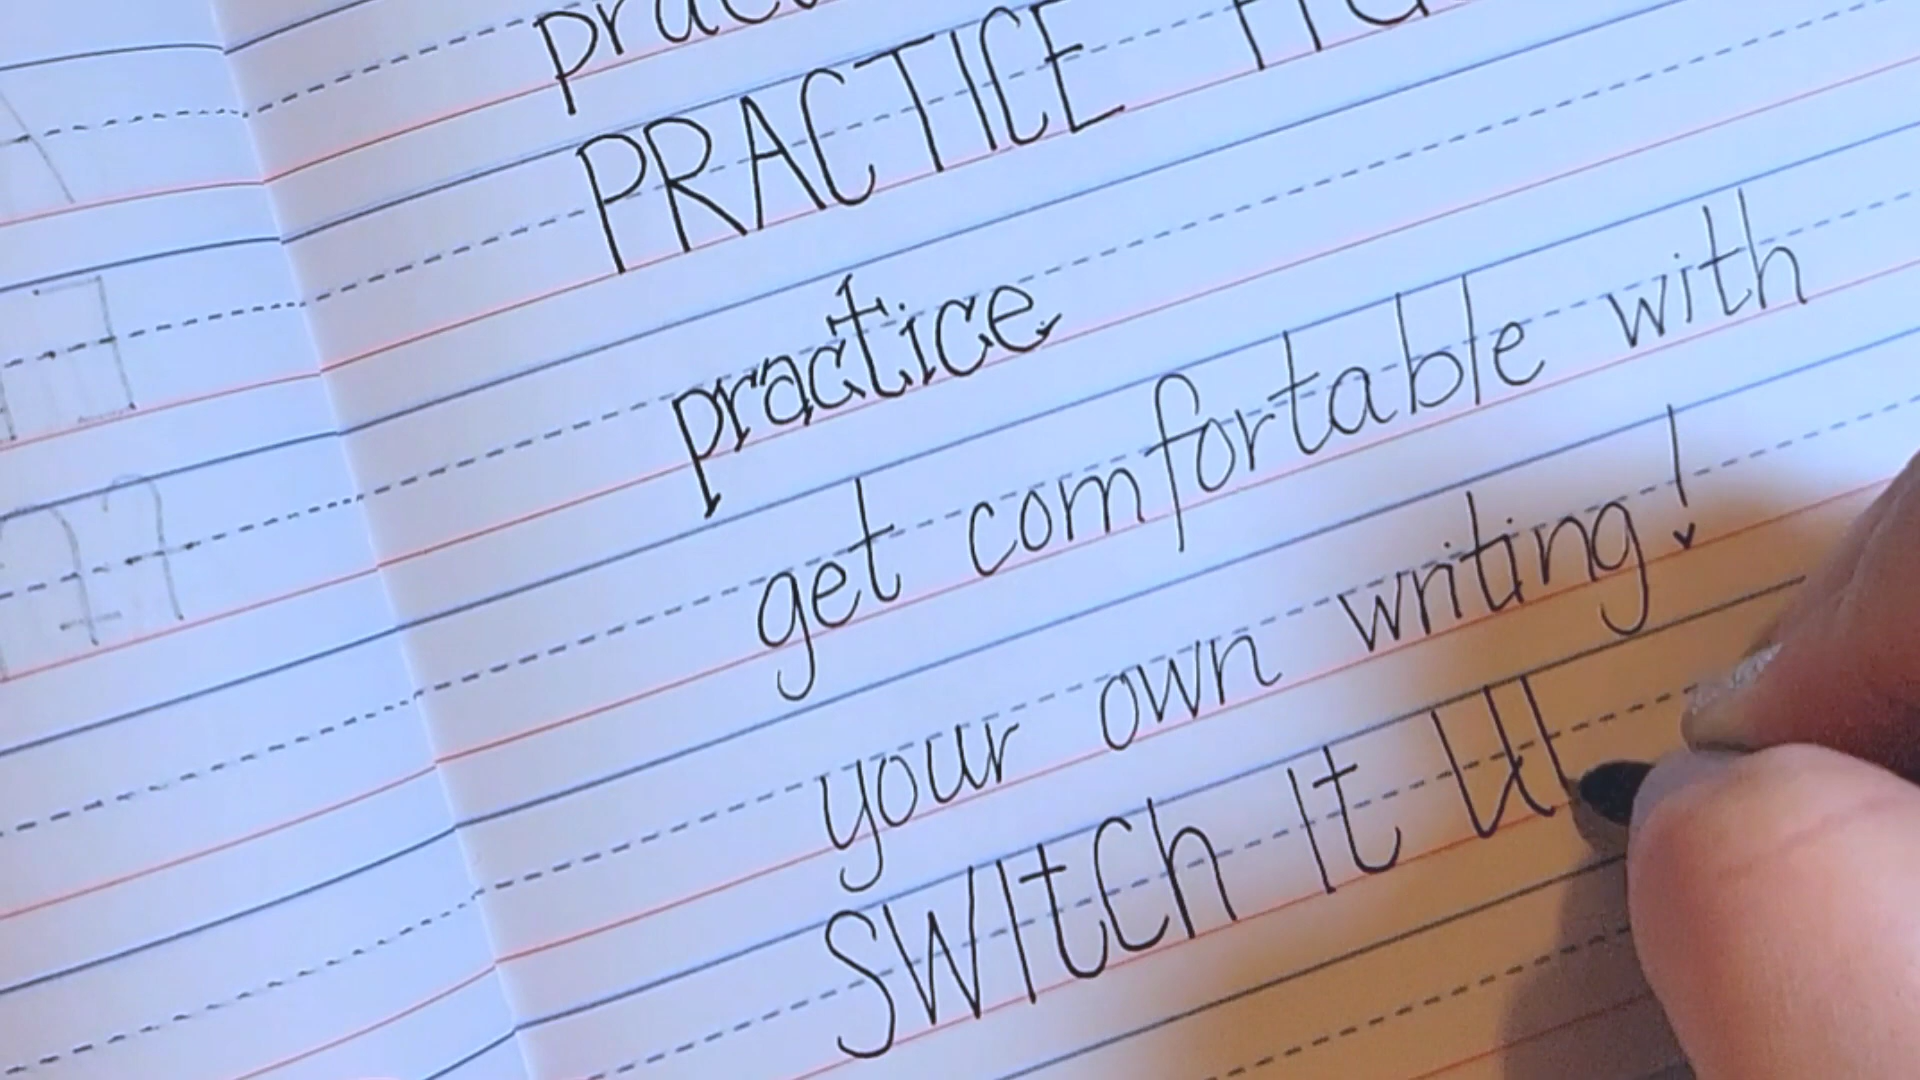 PRACTICE
practice
get comfortable with
your own writing!
SWItCh It U